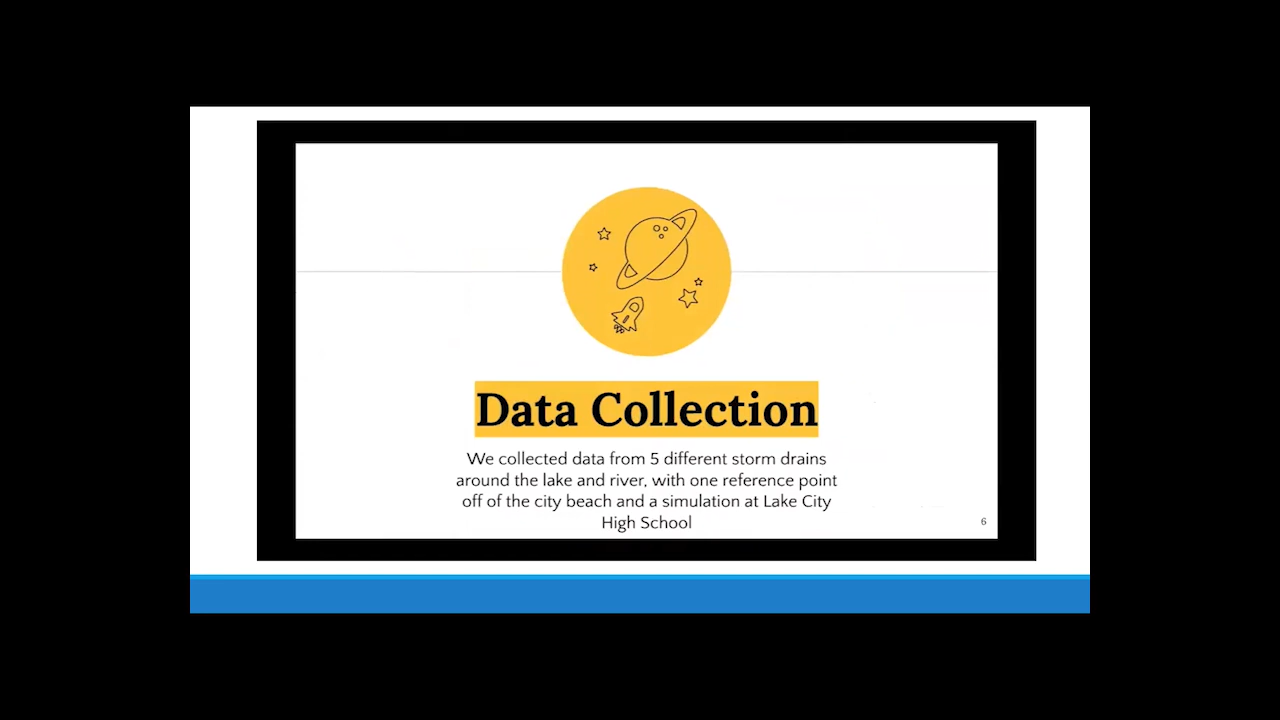 Data Collection
We collected data from 5 different storm drains
around the lake and river, with one reference point
off of the city beach and a simulation at Lake City
High School
6